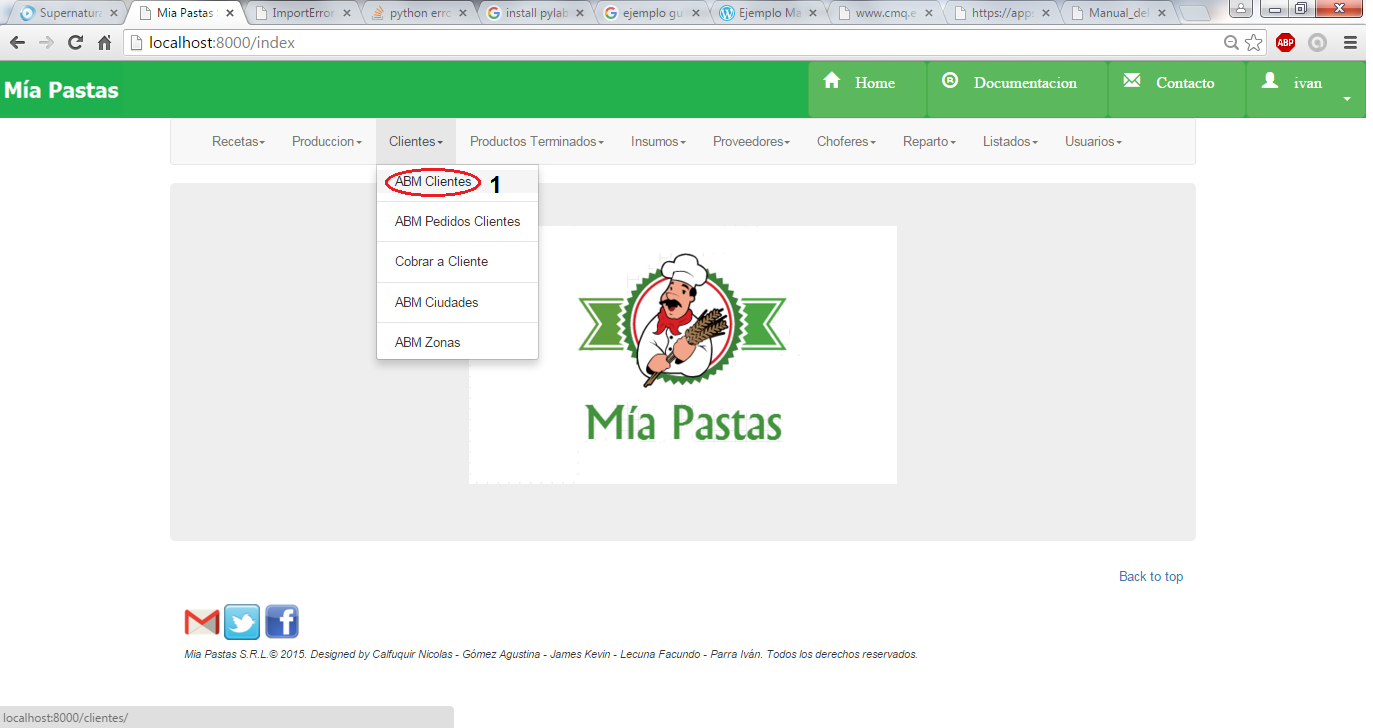 Supernatura Mia Pastas ImportError python erro install pylab ejemplo gu Ejemplo Ma www.cmq.e https://apps Manual_del
localhost:8000/index ABP
Mía Pastas Home ® Documentacion Contacto ivan
Recetas Produccion Clientes Productos Terminados Insumos Proveedores Choferes Reparto Listados Usuarios
ABM Clientes 1
ABM Pedidos Clientes
Cobrar a Cliente
ABM Ciudades
ABM Zonas
Mía Pastas
Back to top
Mia Pastas S.R.L.© 2015. Designed by Calfuquir Nicolas - Gómez Agustina - James Kevin - Lecuna Facundo - Parra Iván. Todos los derechos reservados.
localhost:8000/clientes/